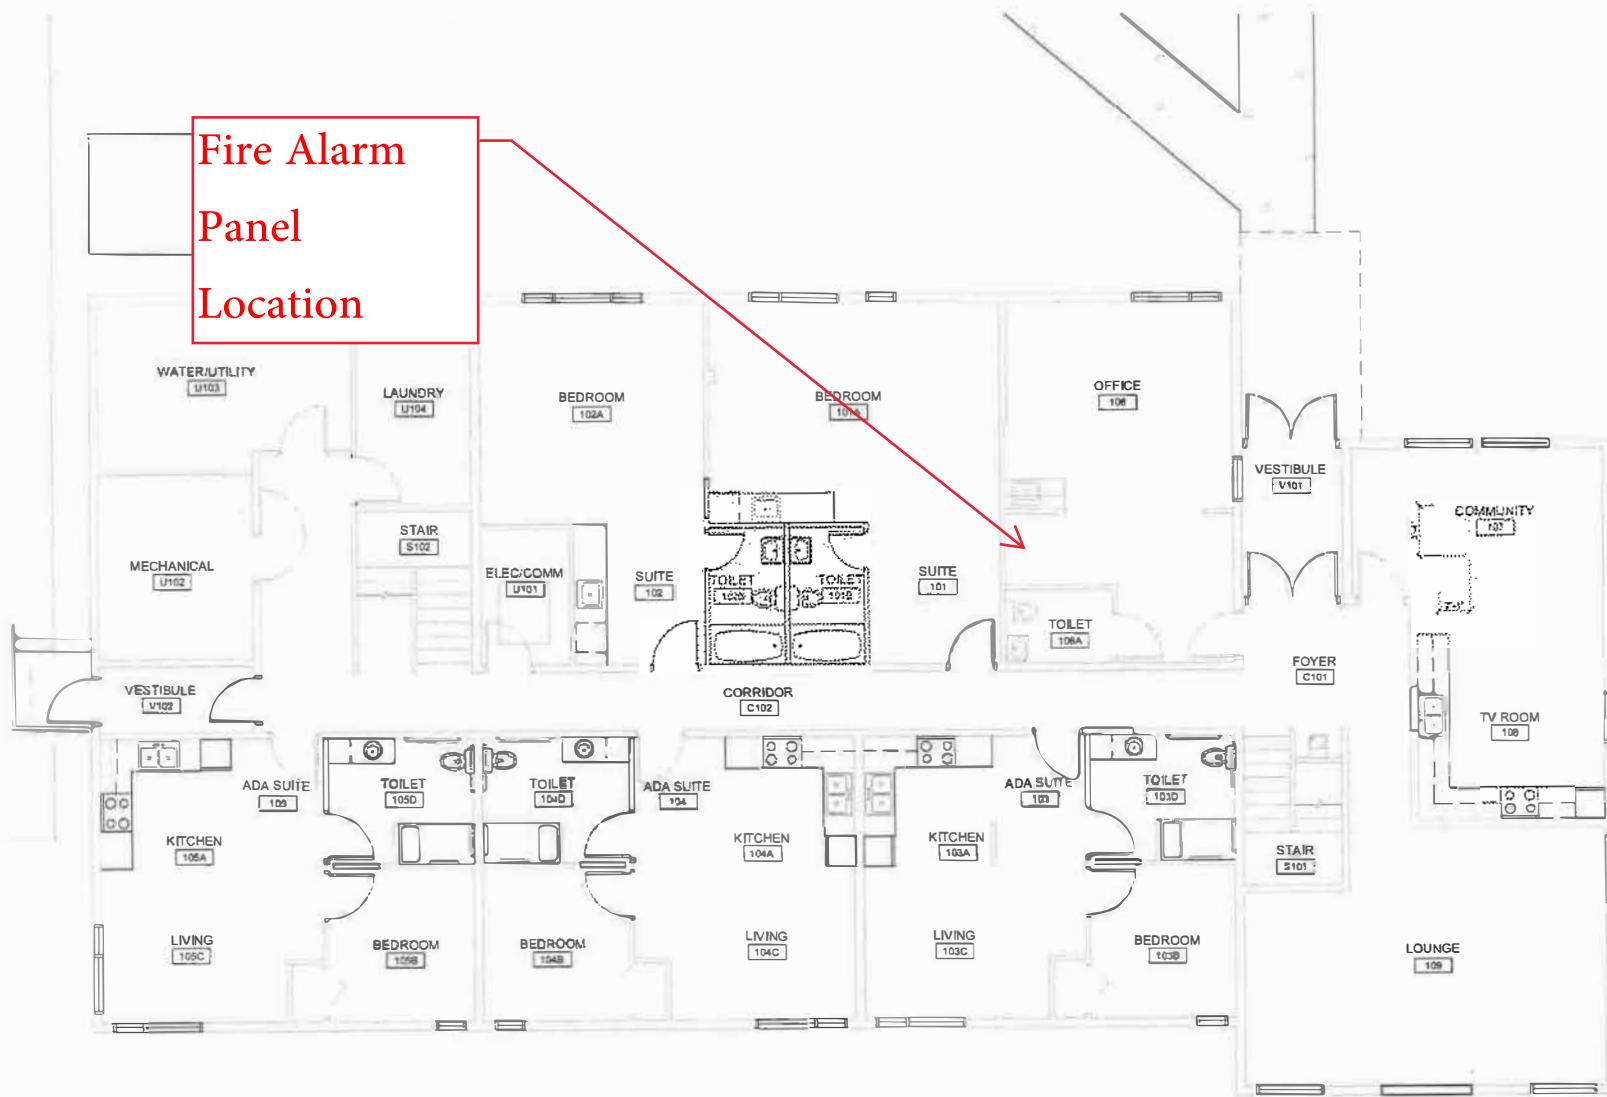 Fire Alarm
Panel
Location
WATER/UTILITY
U103
LAUNDRY
U104
BEDROOM
102A
BEDROOM
101A
OFFICE
106
VESTIBULE
V101
COMMUNITY
107
STAIR
S102
MECHANICAL
U102
ELEC/COMM
U101
SUITE
102
TOILET
TOILET
SUITE
101
TOILET
106A
FOYER
C101
VESTIBULE
V102
CORRIDOR
C102
TV ROOM
108
ADA SUITE
TOILET
105D
TOILET
104D
ADA SUITE
104
ADA SUITE
103
TOILET
103D
KITCHEN
105A
KITCHEN
104A
KITCHEN
103A
STAIR
S101
LIVING
105C
BEDROOM
105B
BEDROOM
104B
LIVING
104C
LIVING
103C
BEDROOM
103B
LOUNGE
109